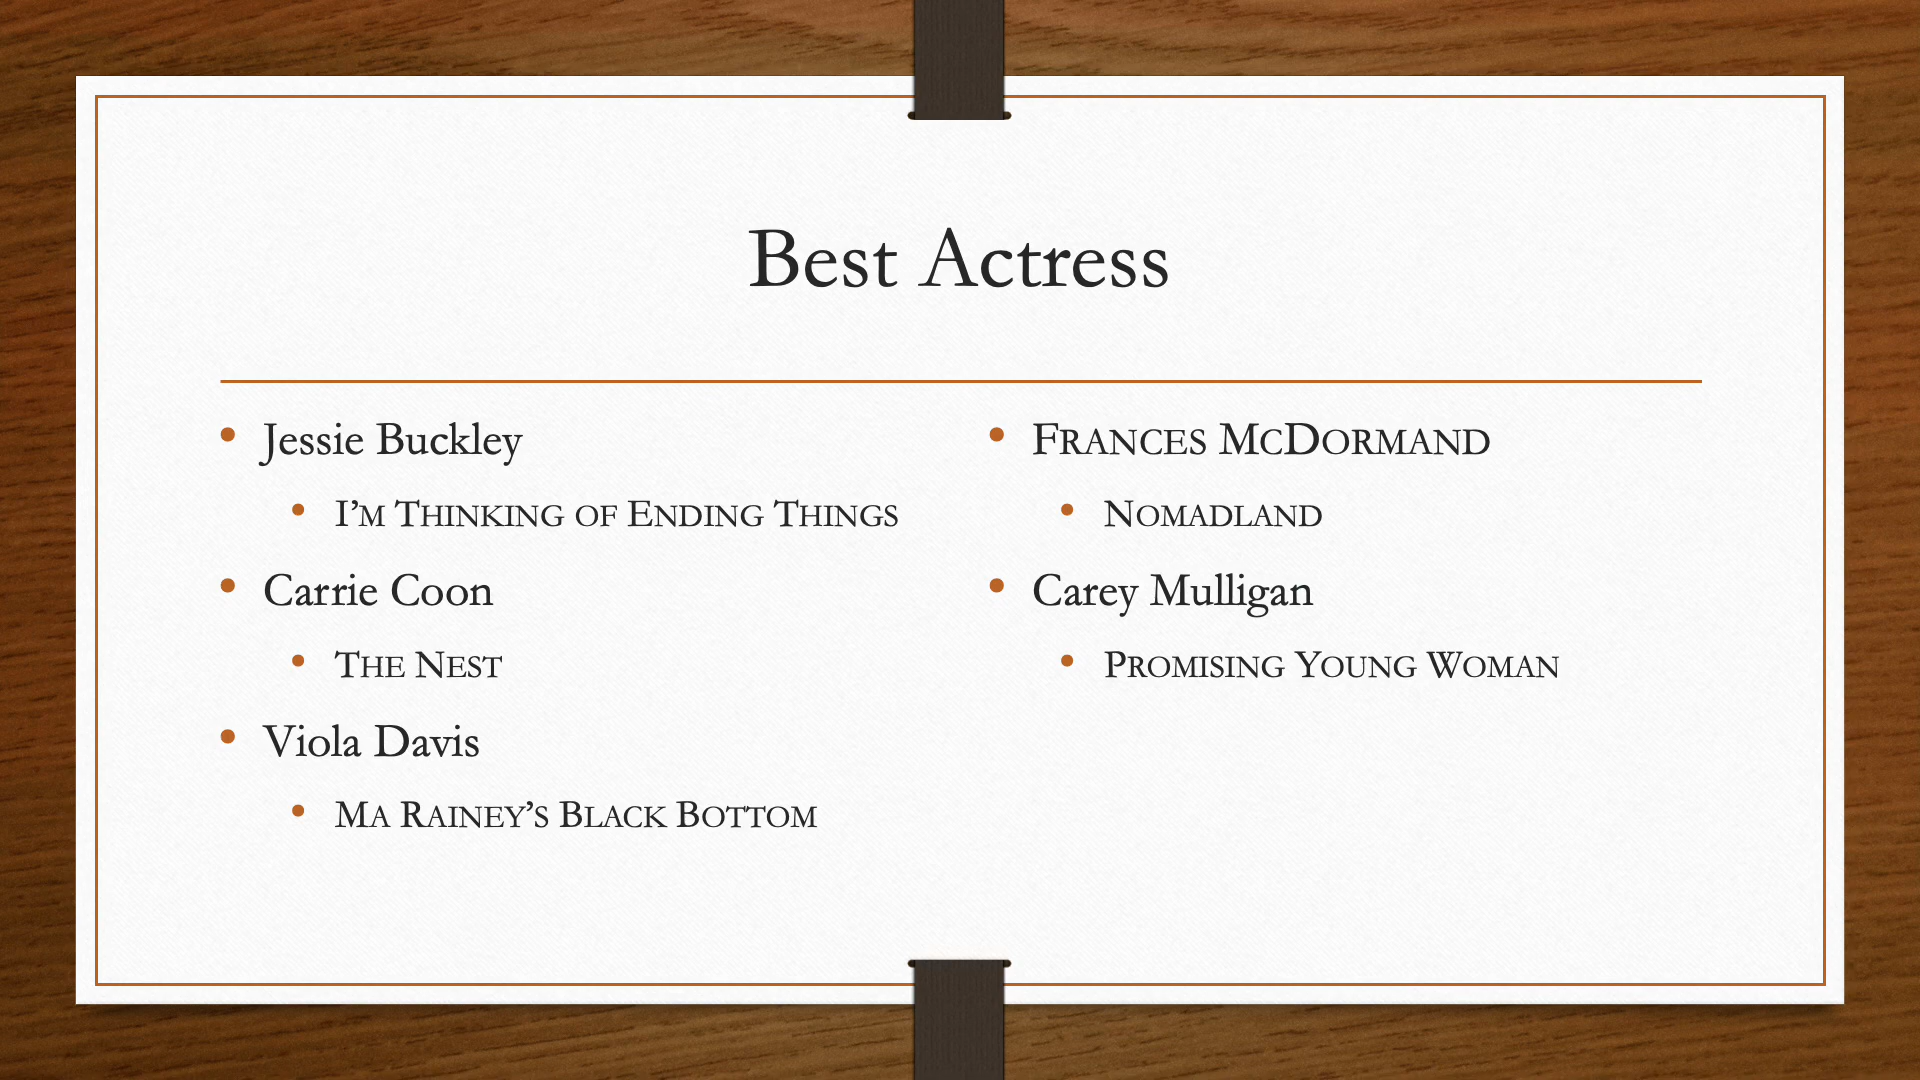 Best Actress
Jessie Buckley
I’m Thinking of Ending Things
Carrie Coon
The Nest
Viola Davis
Ma Rainey’s Black Bottom
Frances McDormand
Nomadland
Carey Mulligan
Promising Young Woman